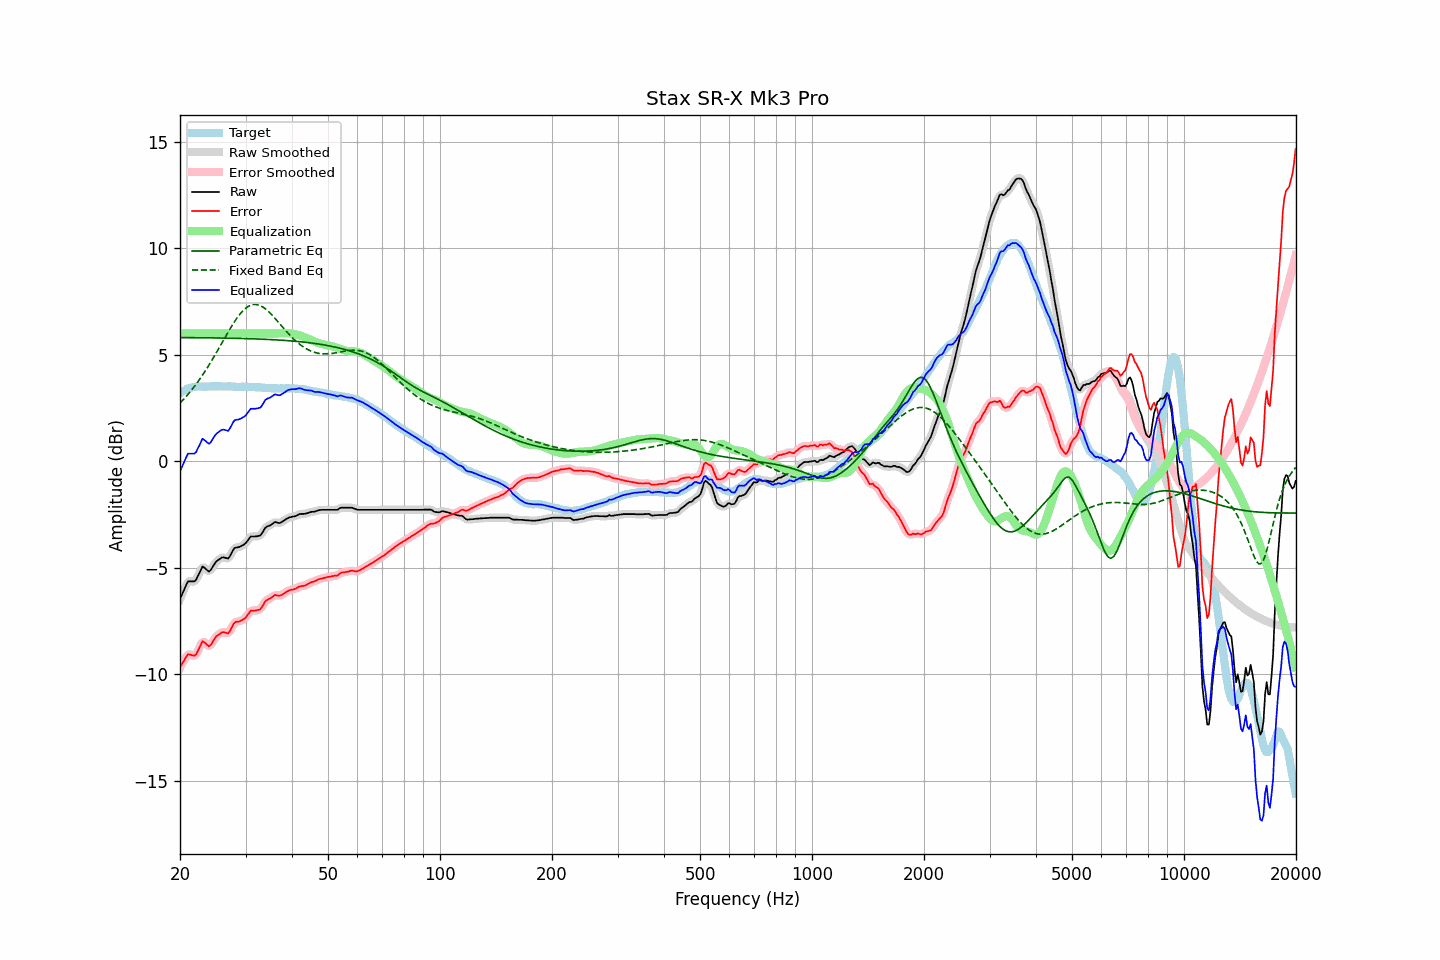 Stax SR-X Mk3 Pro
Target
Raw Smoothed
Error Smoothed
Raw
Error
Equalization
Parametric Eq
Fixed Band Eq
Equalized
15
10
5
0
−5
−10
−15
Amplitude (dBr)
20 50 100 200 500 1000 2000 5000 10000 20000
Frequency (Hz)